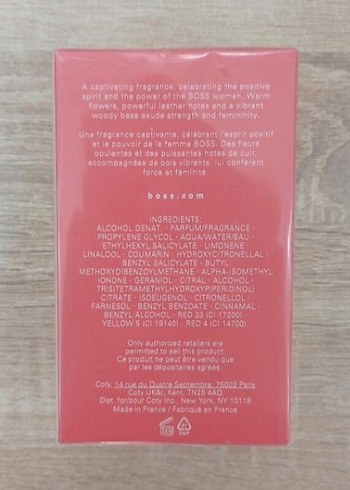 A captivating fragrance, celebrating the positive
spirit and the power of the BOSS woman. Warm
flowers, powerful leather notes and a vibrant
woody base exude strength and femininity.
Une fragrance captivante, célébrant l'esprit positif
et le pouvoir de la femme BOSS. Des fleurs
opulentes et des puissantes notes de cuir,
accompagnées de bois vibrants, lui confèrent
force et féminité.
boss.com
INGREDIENTS:
ALCOHOL DENAT. · PARFUM/FRAGRANCE ·
PROPYLENE GLYCOL · AQUA/WATER/EAU ·
ETHYLHEXYL SALICYLATE · LIMONENE ·
LINALOOL · COUMARIN · HYDROXYCITRONELLAL ·
BENZYL SALICYLATE · BUTYL
METHOXYDIBENZOYLMETHANE · ALPHA-ISOMETHYL
IONONE · GERANIOL · CITRAL · ALCOHOL ·
TRIS(TETRAMETHYLHYDROXYPIPERIDINOL)
CITRATE · ISOEUGENOL · CITRONELLOL ·
FARNESOL · BENZYL BENZOATE · CINNAMAL ·
BENZYL ALCOHOL · RED 33 (CI 17200)
YELLOW 5 (CI 19140) · RED 4 (CI 14700)
Only authorized retailers are
permitted to sell this product.
Ce produit ne peut être vendu que
par les dépositaires agréés.
Coty, 14 rue du Quatre Septembre, 75002 Paris
Coty UK&I, Kent, TN25 4AQ
Dist. for/pour Coty Inc., New York, NY 10118
Made in France / Fabriqué en France
PAP